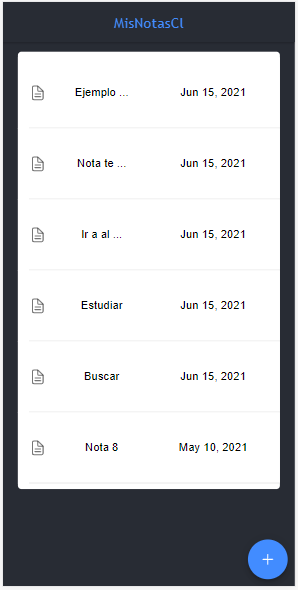 MisNotasCl
Ejemplo ... Jun 15, 2021
Nota te ... Jun 15, 2021
Ir a al ... Jun 15, 2021
Estudiar Jun 15, 2021
Buscar Jun 15, 2021
Nota 8 May 10, 2021
+